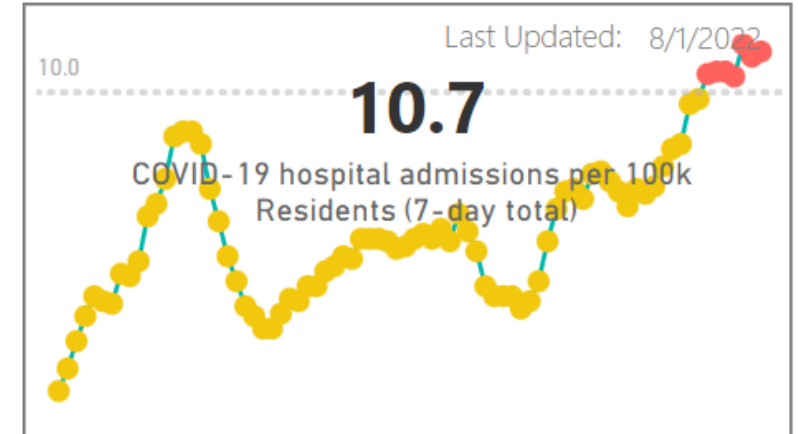 Last Updated: 8/1/2022
10.0
10.7
COVID-19 hospital admissions per 100k
Residents (7-day total)